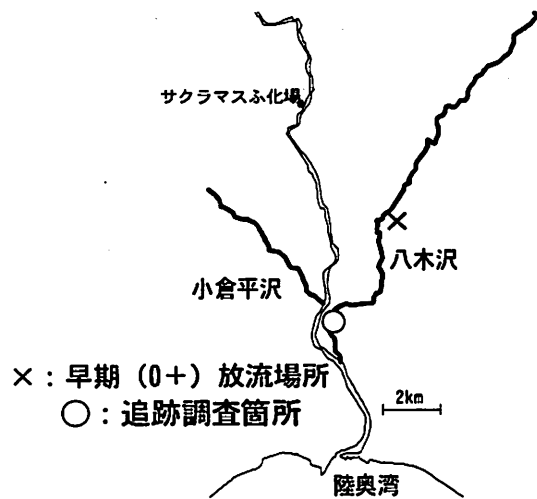 サクラマスふ化場
八木沢
小倉平沢
×：早期（0+）放流場所
○：追跡調査箇所
2km
陸奥湾